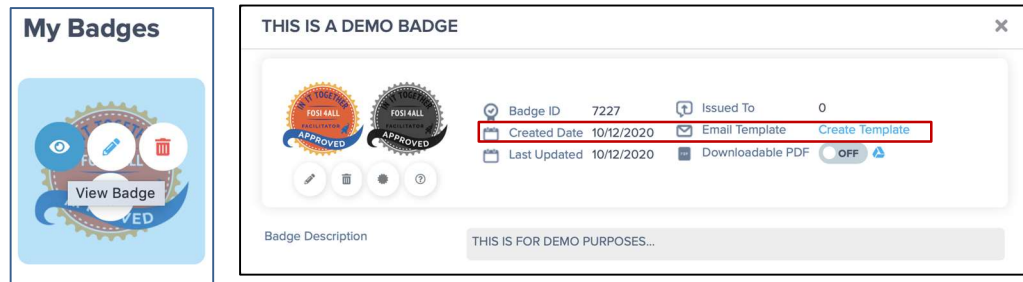 My Badges
View Badge
VED
THIS IS A DEMO BADGE
IN IT TOGETHER
FOSI 4ALL
FACILITATOR
APPROVED
IN IT TOGETHER
FOSI 4ALL
FACILITATOR
APPROVED
Badge ID 7227 Issued To 0
Created Date 10/12/2020 Email Template Create Template
Last Updated 10/12/2020 Downloadable PDF OFF
Badge Description THIS IS FOR DEMO PURPOSES...